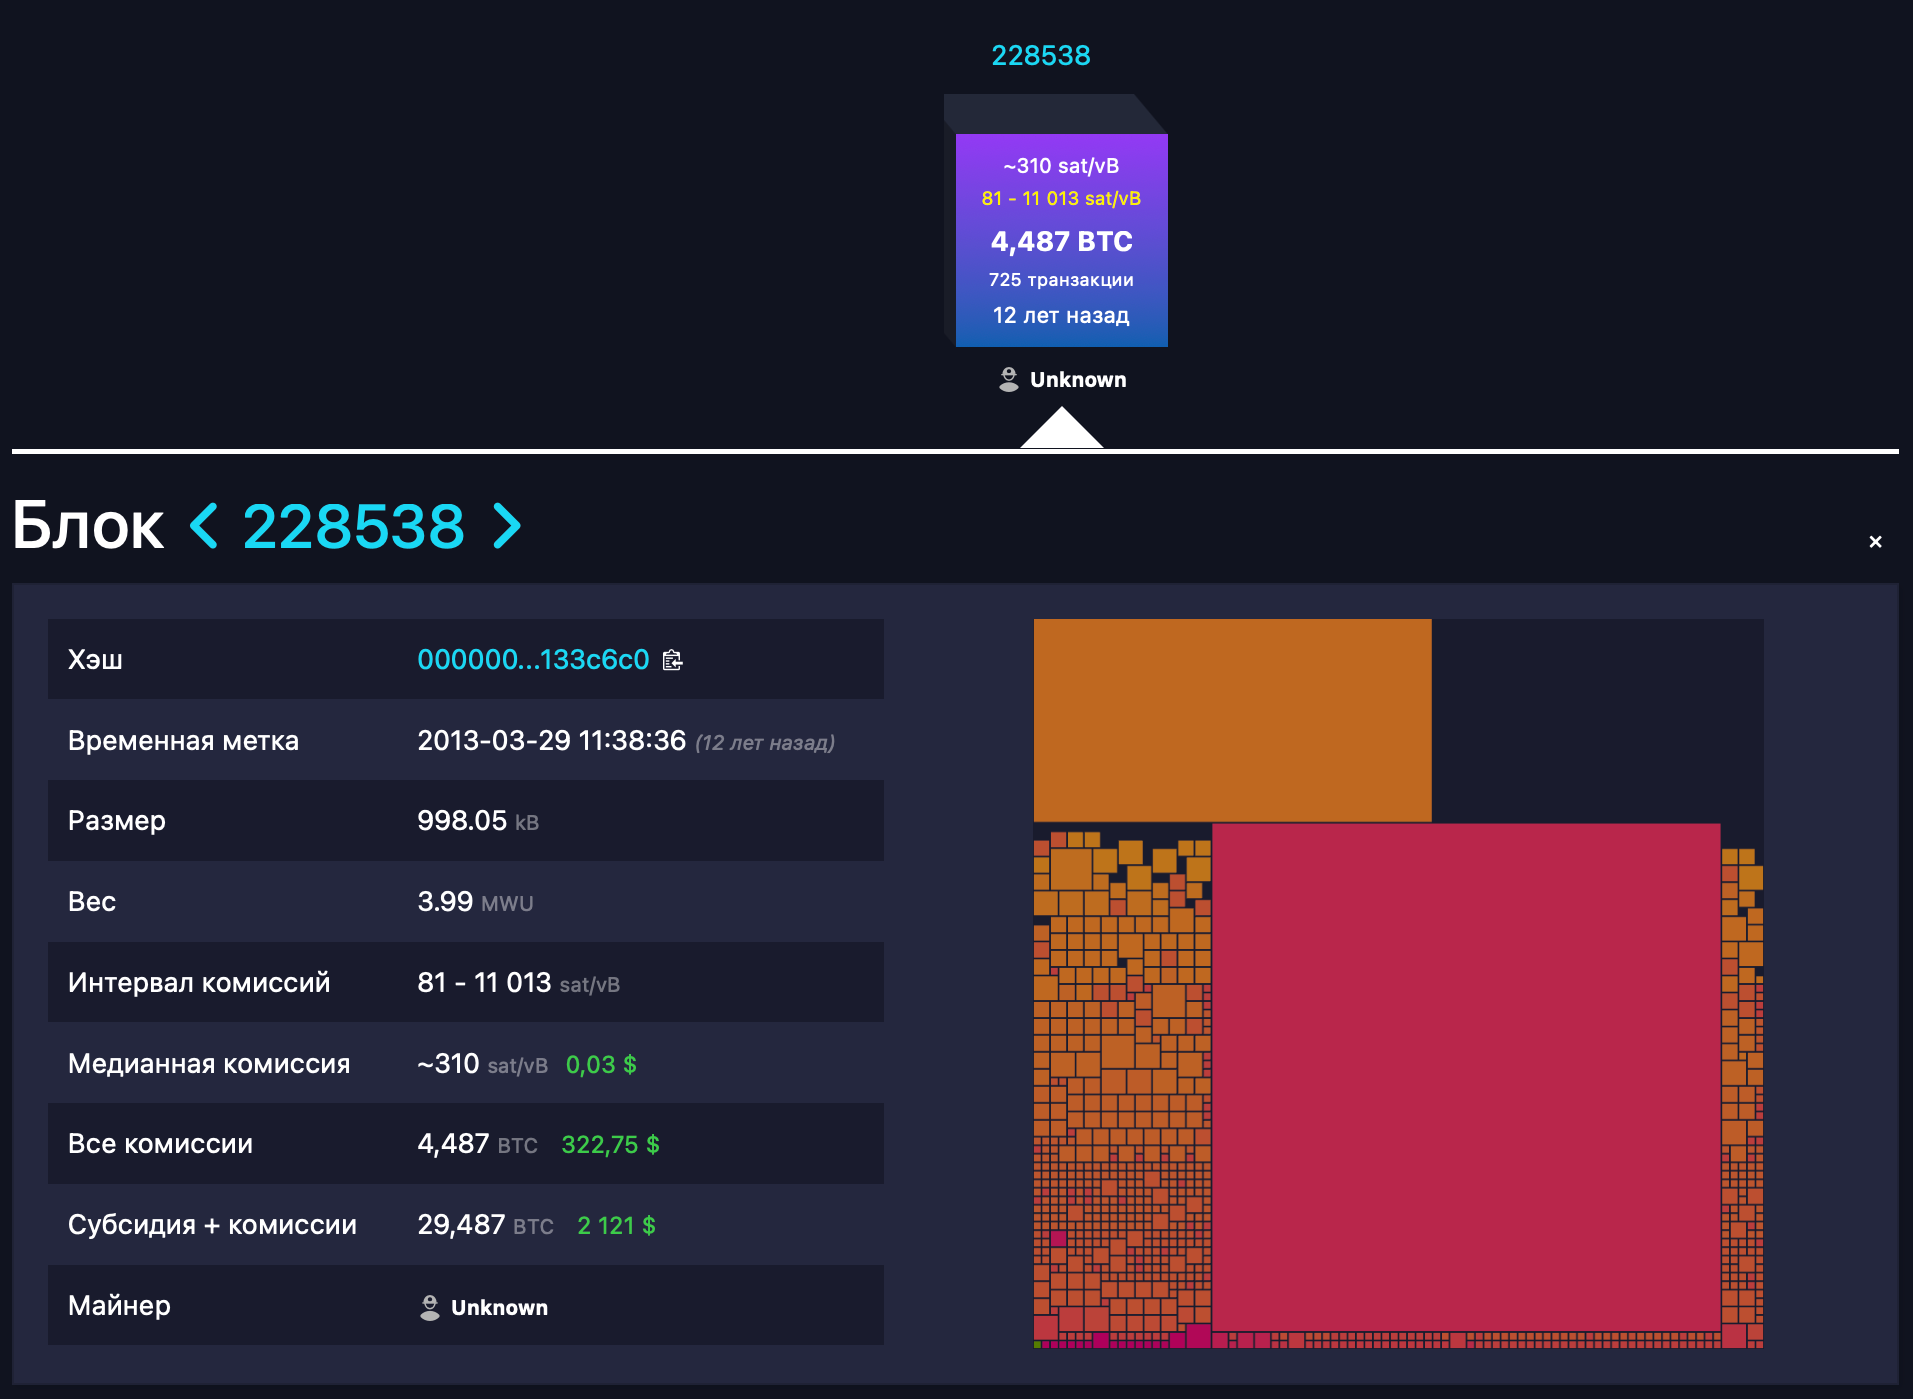 228538
~310 sat/vB
81 - 11 013 sat/vB
4,487 BTC
725 транзакции
12 лет назад
Unknown
Блок < 228538 >
×
Хэш 000000...133c6c0
Временная метка 2013-03-29 11:38:36 (12 лет назад)
Размер 998.05 kB
Вес 3.99 MWU
Интервал комиссий 81 - 11 013 sat/vB
Медианная комиссия ~310 sat/vB 0,03 $
Все комиссии 4,487 BTC 322,75 $
Субсидия + комиссии 29,487 BTC 2 121 $
Майнер Unknown